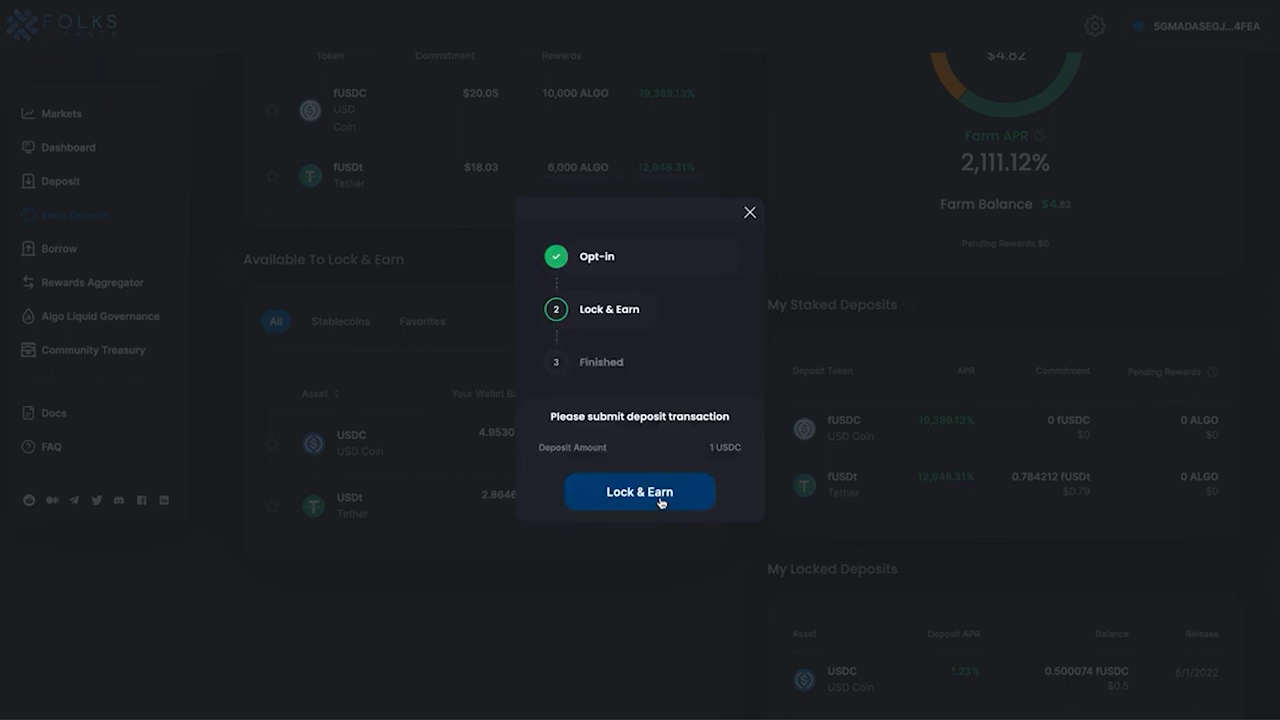 FOLKS
FINANCE
5GMADASEGJ...4FEA
Markets
Dashboard
Deposit
Farm Deposit
Borrow
Rewards Aggregator
Algo Liquid Governance
Community Treasury
Docs
FAQ
Token Commitment Rewards
fUSDC $20.05 10,000 ALGO 19,389.13%
USD
Coin
fUSDt $18.03 6,000 ALGO 12,946.31%
Tether
Available To Lock & Earn
All Stablecoins Favorites
Asset Your Wallet Ba
USDC 4.9530
USD Coin
USDt 2.8646
Tether
Opt-in
2 Lock & Earn
3 Finished
Please submit deposit transaction
Deposit Amount 1 USDC
Lock & Earn
$4.82
Farm APR
2,111.12%
Farm Balance $4.82
Pending Rewards $0
My Staked Deposits
Deposit Token APR Commitment Pending Rewards
fUSDC 19,389.13% 0 fUSDC 0 ALGO
USD Coin $0 $0
fUSDt 12,946.31% 0.784212 fUSDt 0 ALGO
Tether $0.79 $0
My Locked Deposits
Asset Deposit APR Balance Release
USDC 1.23% 0.500074 fUSDC 8/1/2022
USD Coin $0.5